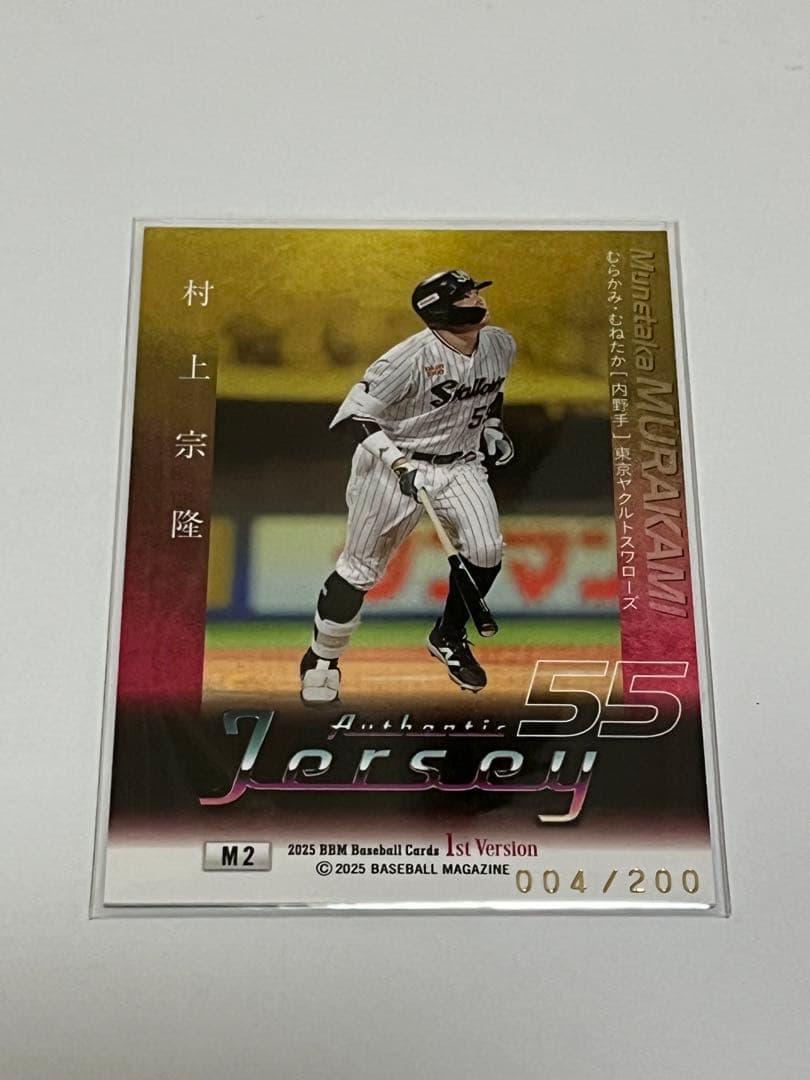 村上宗隆
Munetaka MURAKAMI
むらかみ・むねたか[内野手]東京ヤクルトスワローズ
55
Authentic
Jersey
M2
2025 BBM Baseball Cards 1st Version
©2025 BASEBALL MAGAZINE
004/200